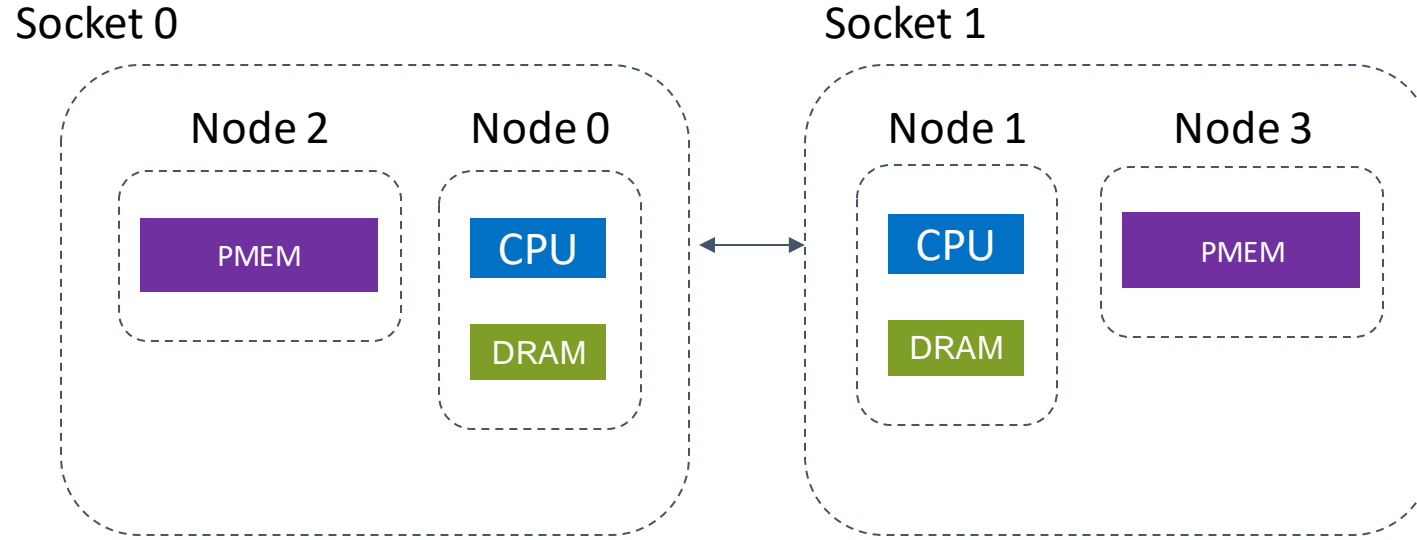 Socket 0
Socket 1
Node 2
Node 0
Node 1
Node 3
PMEM
CPU
CPU
PMEM
DRAM
DRAM